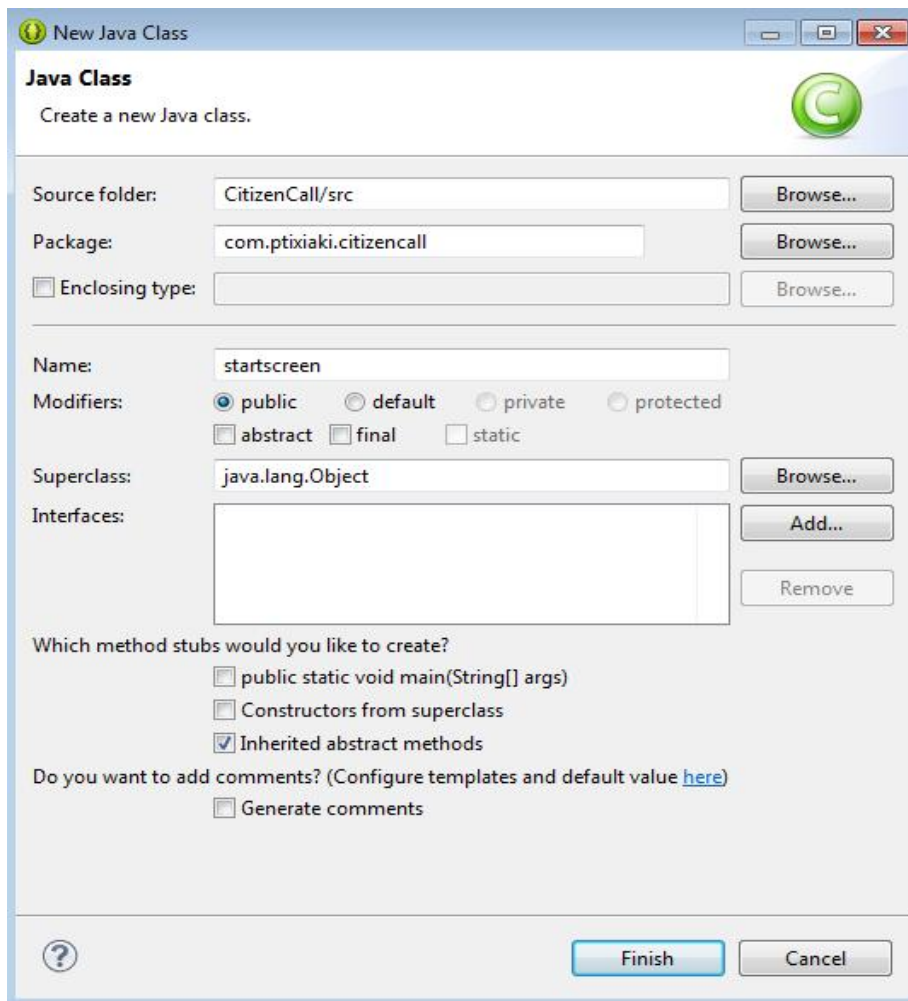 New Java Class
Java Class
Create a new Java class.
Source folder: CitizenCall/src Browse...
Package: com.ptixiaki.citizencall Browse...
Enclosing type: Browse...
Name: startscreen
Modifiers: public default private protected
abstract final static
Superclass: java.lang.Object Browse...
Interfaces: Add...
Remove
Which method stubs would you like to create?
public static void main(String[] args)
Constructors from superclass
Inherited abstract methods
Do you want to add comments? (Configure templates and default value here)
Generate comments
? Finish Cancel